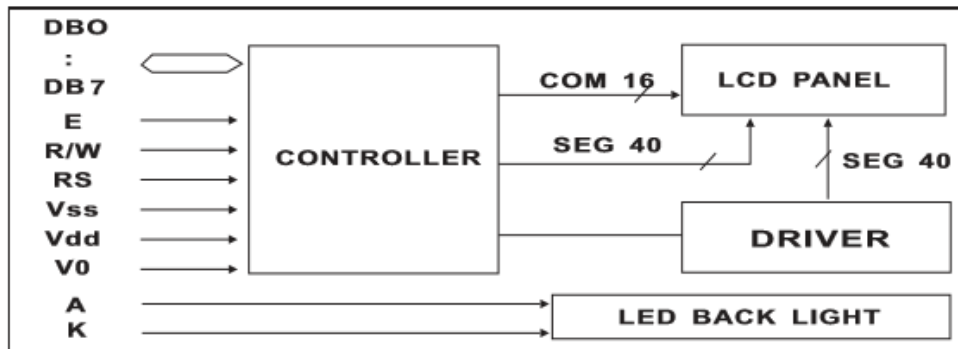 DBO
:
DB7
E
R/W
RS
Vss
Vdd
V0
A
K
CONTROLLER
COM 16
SEG 40
LCD PANEL
SEG 40
DRIVER
LED BACK LIGHT